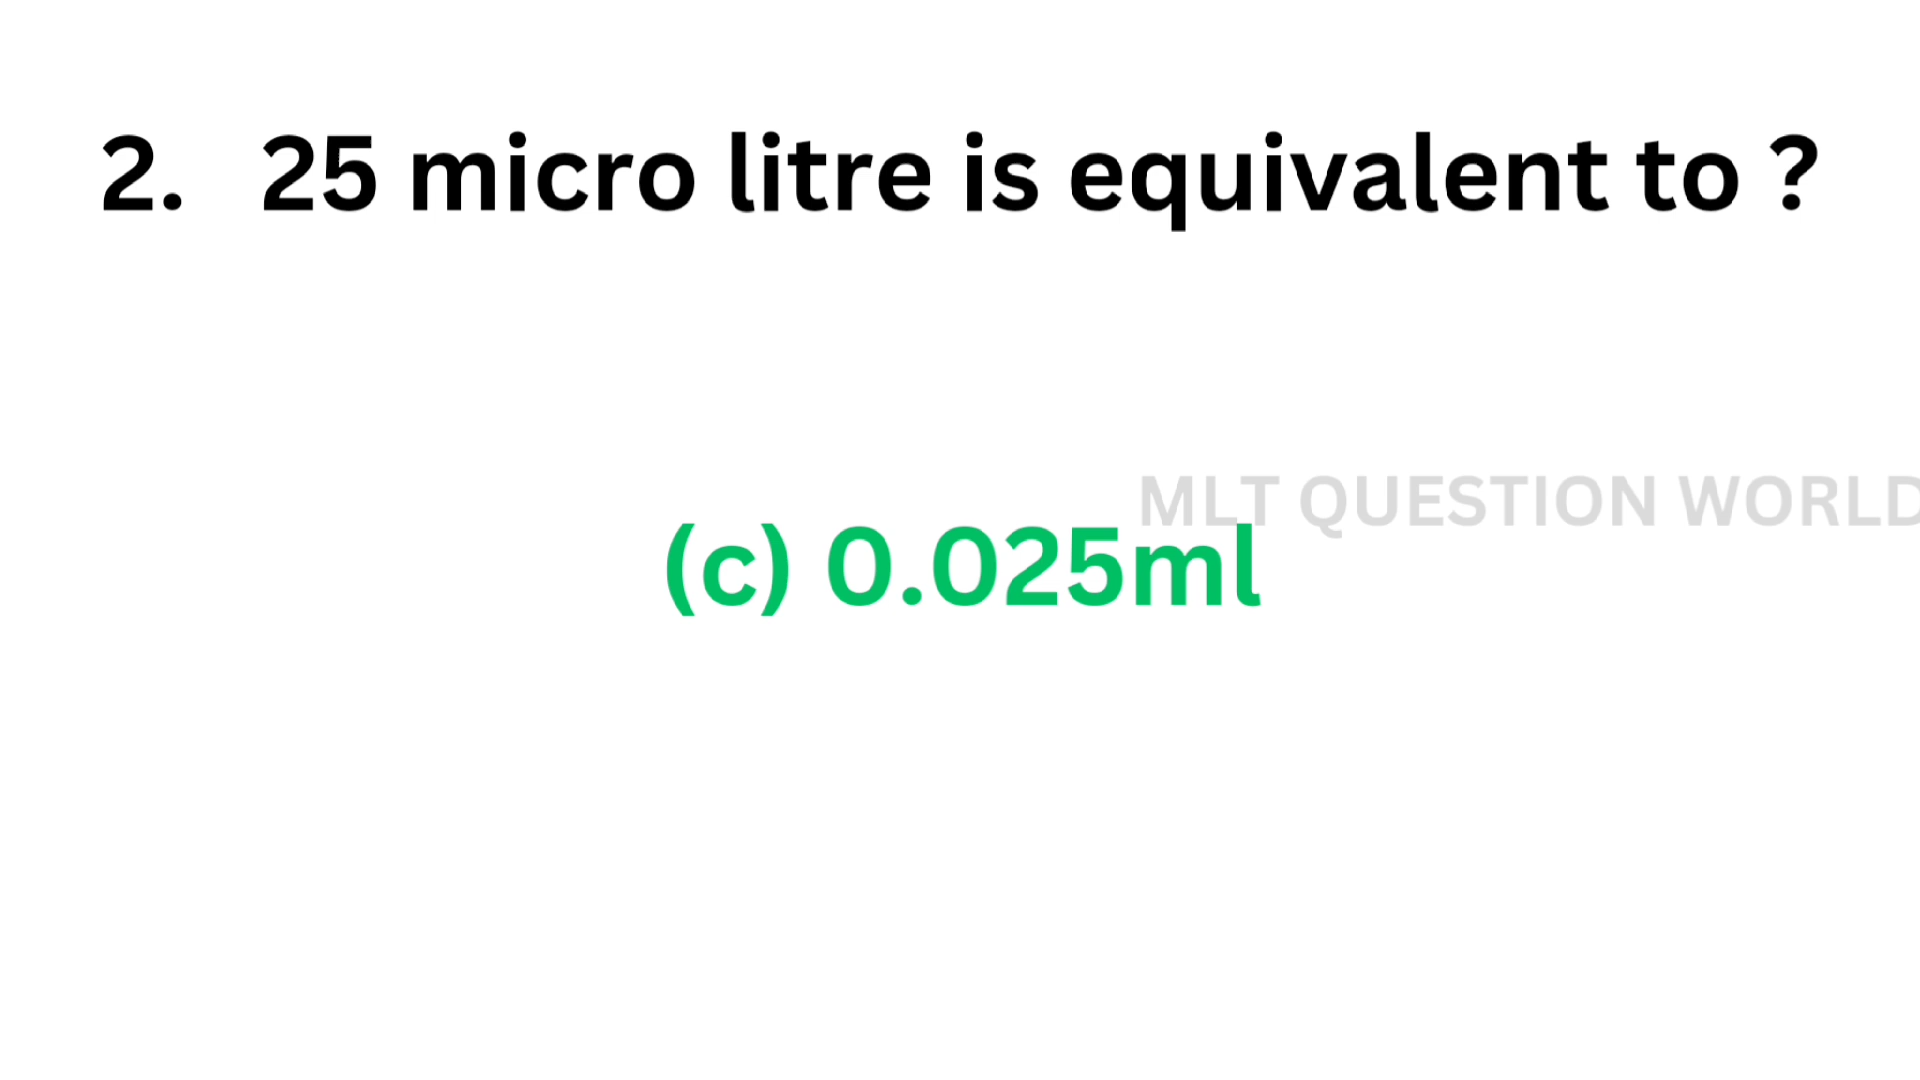 2. 25 micro litre is equivalent to ?
MLT QUESTION WORLD
(c) 0.025ml